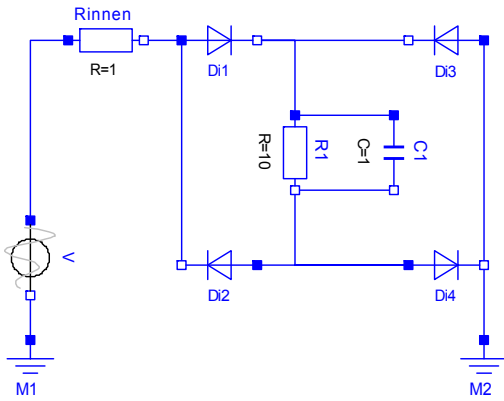 Rinnen
R=1
Di1
Di3
R=10
R1
C=1
C1
V
Di2
Di4
M1
M2